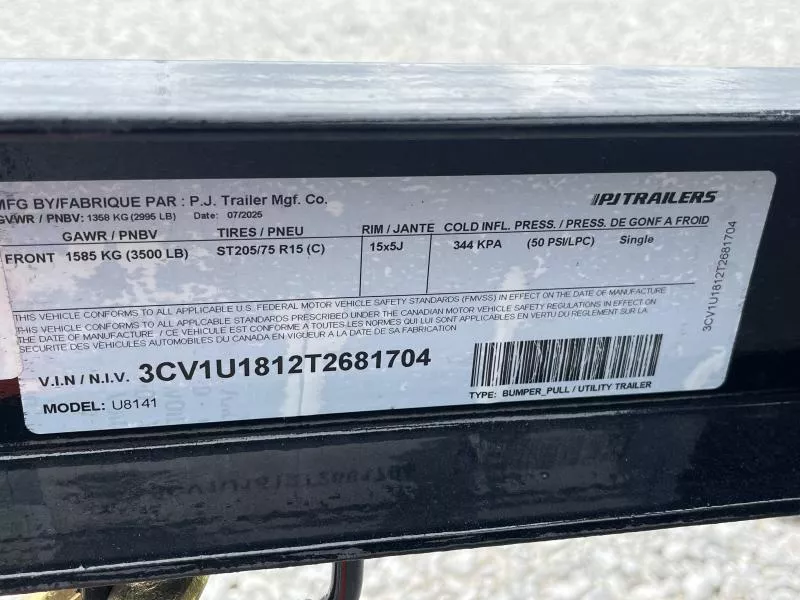 MFG BY/FABRIQUE PAR : P.J. Trailer Mfg. Co.
PJTRAILERS
GVWR / PNBV: 1358 KG (2995 LB) Date: 07/2025
GAWR / PNBV TIRES / PNEU RIM / JANTE COLD INFL. PRESS. / PRESS. DE GONF A FROID
FRONT 1585 KG (3500 LB) ST205/75 R15 (C) 15x5J 344 KPA (50 PSI/LPC) Single
THIS VEHICLE CONFORMS TO ALL APPLICABLE U.S. FEDERAL MOTOR VEHICLE SAFETY STANDARDS (FMVSS) IN EFFECT ON THE DATE OF MANUFACTURE
THIS VEHICLE CONFORMS TO ALL APPLICABLE STANDARDS PRESCRIBED UNDER THE CANADIAN MOTOR VEHICLE SAFETY REGULATIONS IN EFFECT ON
THE DATE OF MANUFACTURE / CE VEHICULE EST CONFORME A TOUTES LES NORMES QUI LUI SONT APPLICABLES EN VERTU DU REGLEMENT SUR LA
SECURITE DES VEHICULES AUTOMOBILES DU CANADA EN VIGUEUR A LA DATE DE SA FABRICATION
V.I.N / N.I.V. 3CV1U1812T2681704
MODEL: U8141
TYPE: BUMPER_PULL / UTILITY TRAILER
3CV1U1812T2681704